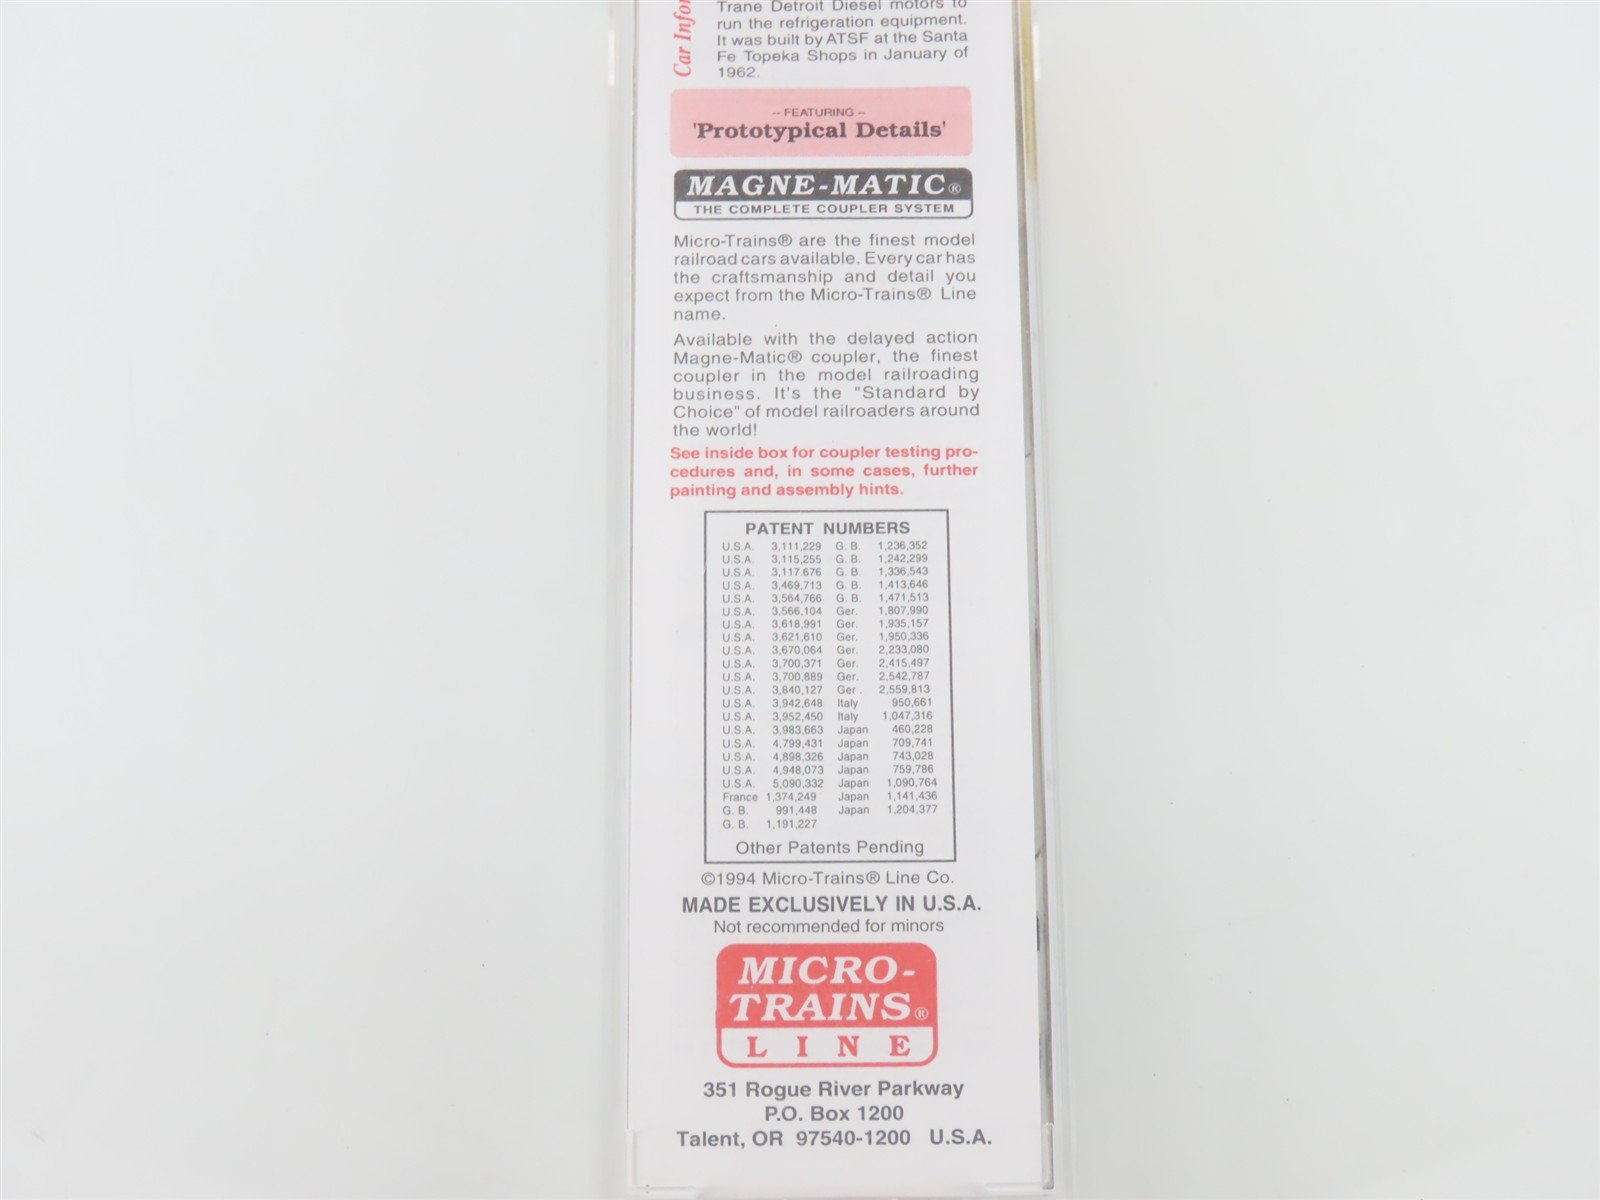 Car Infor
Trane Detroit Diesel motors to
run the refrigeration equipment.
It was built by ATSF at the Santa
Fe Topeka Shops in January of
1962.
-- FEATURING --
'Prototypical Details'
MAGNE-MATIC®
THE COMPLETE COUPLER SYSTEM
Micro-Trains® are the finest model
railroad cars available. Every car has
the craftsmanship and detail you
expect from the Micro-Trains® Line
name.
Available with the delayed action
Magne-Matic® coupler, the finest
coupler in the model railroading
business. It's the "Standard by
Choice" of model railroaders around
the world!
See inside box for coupler testing pro-
cedures and, in some cases, further
painting and assembly hints.
PATENT NUMBERS
U.S.A. 3,111,229 G. B. 1,236,352
U.S.A. 3,115,255 G. B. 1,242,299
U.S.A. 3,117.676 G. B. 1,336,543
U.S.A. 3,469,713 G. B. 1,413,646
U.S.A. 3,564,766 G. B. 1,471,513
U.S.A. 3,566,104 Ger. 1,807,990
U.S.A. 3,618,991 Ger. 1,935,157
U.S.A. 3,621,610 Ger. 1,950,336
U.S.A. 3,670,064 Ger. 2,233,080
U.S.A. 3,700,371 Ger. 2,415,497
U.S.A. 3,700,889 Ger. 2,542,787
U.S.A. 3,840,127 Ger . 2,559,813
U.S.A. 3,942,648 Italy 950,661
U.S.A. 3,952,450 Italy 1,047,316
U.S.A. 3,983,663 Japan 460,228
U.S.A. 4,799,431 Japan 709,741
U.S.A. 4,898,326 Japan 743,028
U.S.A. 4,948,073 Japan 759,786
U.S.A. 5,090,332 Japan 1,090,764
France 1,374,249 Japan 1,141,436
G. B. 991,448 Japan 1,204,377
G. B. 1,191,227
Other Patents Pending
©1994 Micro-Trains® Line Co.
MADE EXCLUSIVELY IN U.S.A.
Not recommended for minors
MICRO-
TRAINS®
LINE
351 Rogue River Parkway
P.O. Box 1200
Talent, OR 97540-1200 U.S.A.